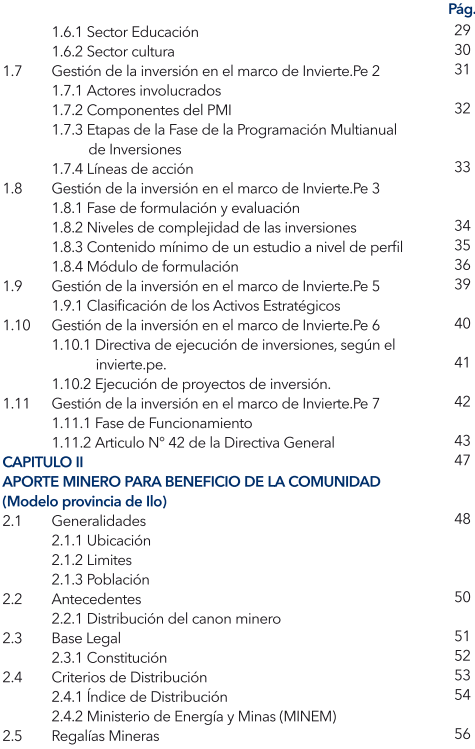 Pág.
1.6.1 Sector Educación 29
1.6.2 Sector cultura 30
1.7 Gestión de la inversión en el marco de Invierte.Pe 2 31
1.7.1 Actores involucrados
1.7.2 Componentes del PMI 32
1.7.3 Etapas de la Fase de la Programación Multianual
de Inversiones
1.7.4 Líneas de acción 33
1.8 Gestión de la inversión en el marco de Invierte.Pe 3
1.8.1 Fase de formulación y evaluación
1.8.2 Niveles de complejidad de las inversiones 34
1.8.3 Contenido mínimo de un estudio a nivel de perfil 35
1.8.4 Módulo de formulación 36
1.9 Gestión de la inversión en el marco de Invierte.Pe 5 39
1.9.1 Clasificación de los Activos Estratégicos
1.10 Gestión de la inversión en el marco de Invierte.Pe 6 40
1.10.1 Directiva de ejecución de inversiones, según el
invierte.pe. 41
1.10.2 Ejecución de proyectos de inversión.
1.11 Gestión de la inversión en el marco de Invierte.Pe 7 42
1.11.1 Fase de Funcionamiento
1.11.2 Articulo N° 42 de la Directiva General 43
CAPITULO II 47
APORTE MINERO PARA BENEFICIO DE LA COMUNIDAD
(Modelo provincia de Ilo)
2.1 Generalidades 48
2.1.1 Ubicación
2.1.2 Limites
2.1.3 Población
2.2 Antecedentes 50
2.2.1 Distribución del canon minero
2.3 Base Legal 51
2.3.1 Constitución 52
2.4 Criterios de Distribución 53
2.4.1 Índice de Distribución 54
2.4.2 Ministerio de Energía y Minas (MINEM)
2.5 Regalías Mineras 56